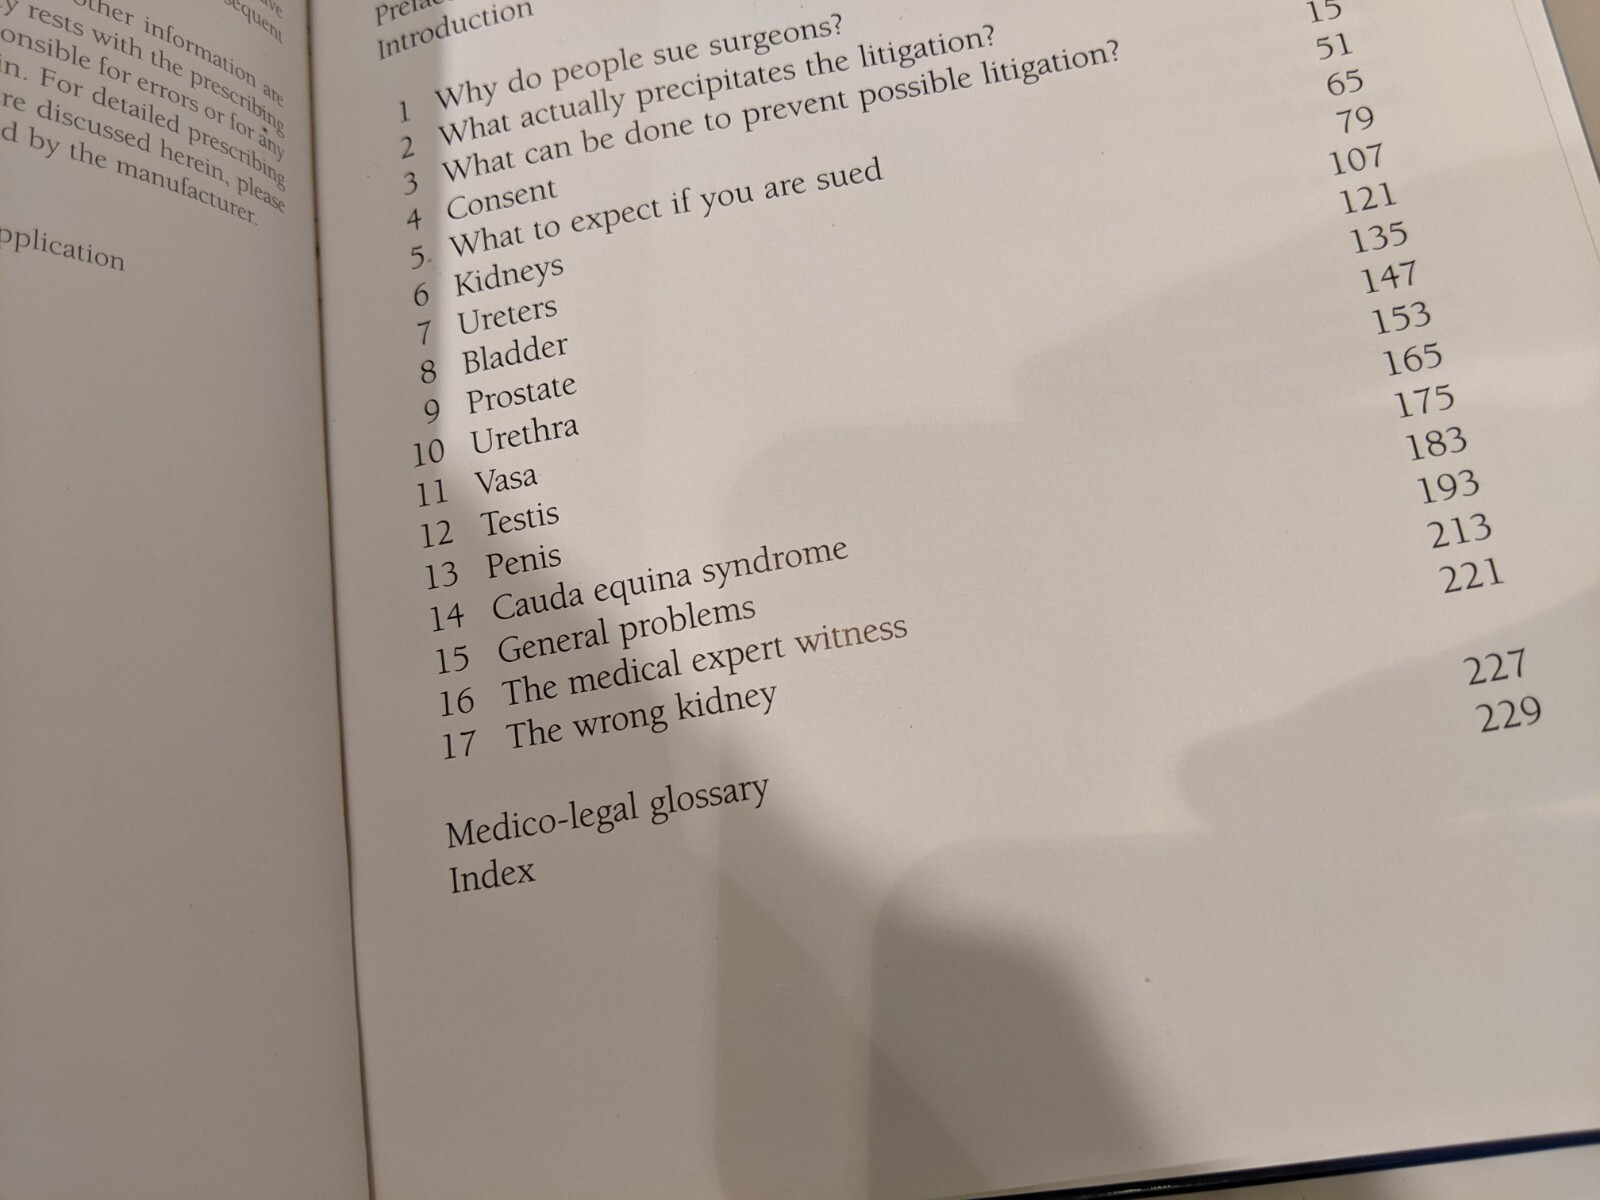 sequent
other information are
y rests with the prescribing
onsible for errors or for any
in. For detailed prescribing
re discussed herein, please
d by the manufacturer.
pplication
Introduction
1 Why do people sue surgeons?
2 What actually precipitates the litigation?
3 What can be done to prevent possible litigation? 15
4 Consent 51
5. What to expect if you are sued 65
6 Kidneys 79
7 Ureters 107
8 Bladder 121
9 Prostate 135
10 Urethra 147
11 Vasa 153
12 Testis 165
13 Penis 175
14 Cauda equina syndrome 183
15 General problems 193
16 The medical expert witness 213
17 The wrong kidney 221
Medico-legal glossary 227
Index 229